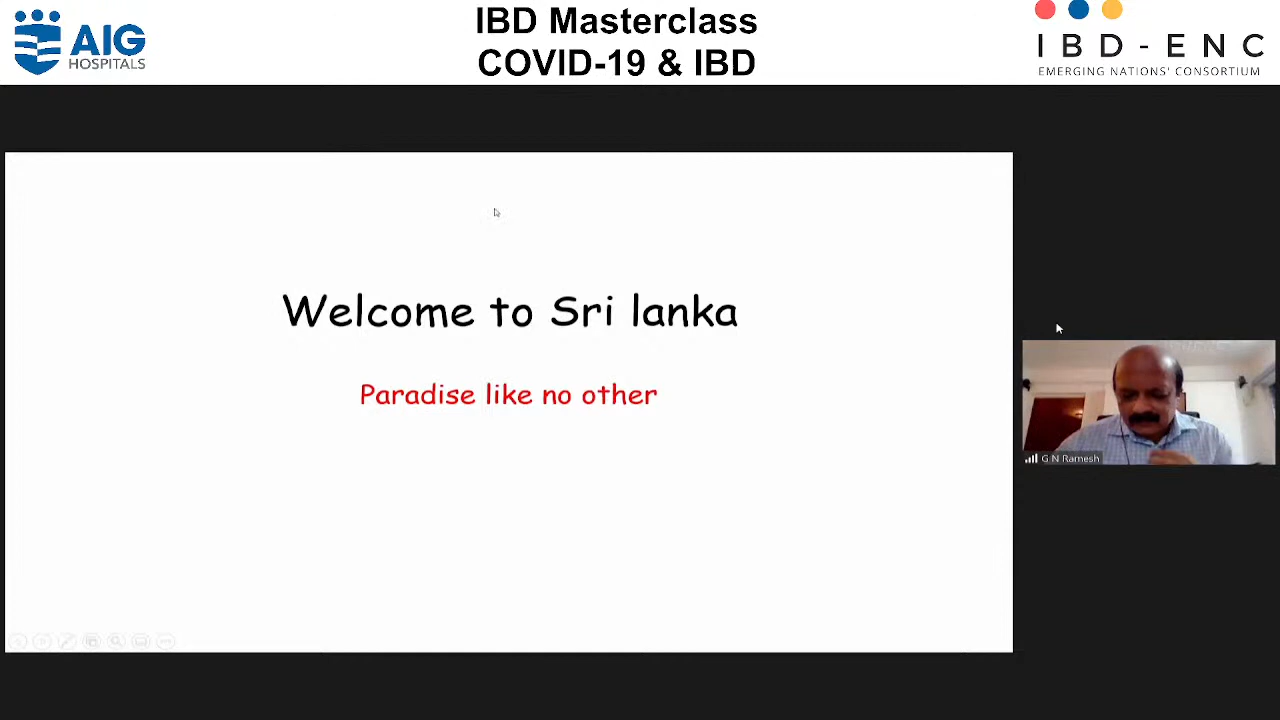 AIG
HOSPITALS
IBD Masterclass
COVID-19 & IBD
IBD-ENC
EMERGING NATIONS' CONSORTIUM
Welcome to Sri lanka
Paradise like no other
G N Ramesh